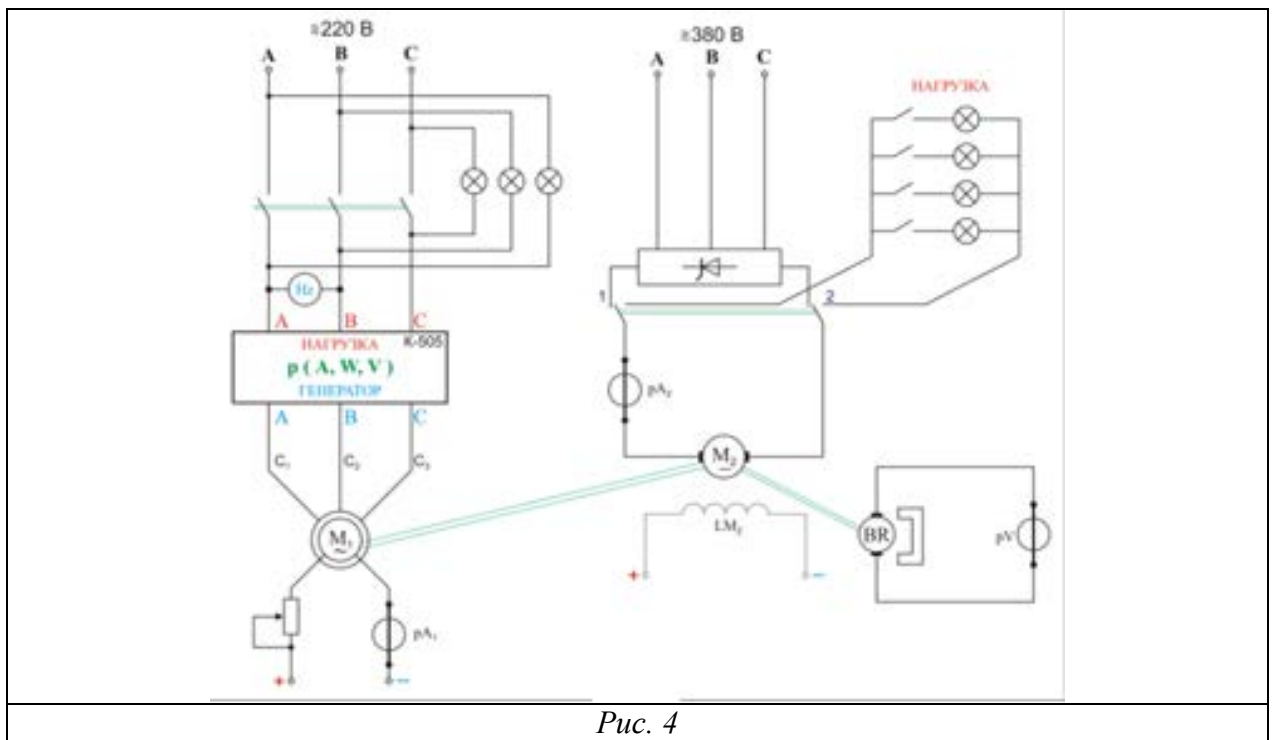 ≅220 В
A B C
Hz
A B C
К-505
НАГРУЗКА
p ( A, W, V )
ГЕНЕРАТОР
A B C
C₁ C₂ C₃
M₁
~
pA₁
+ −
≅380 В
A B C
1 2
pA₂
M₂
LM₂
+ −
BR
pV
НАГРУЗКА
Рис. 4